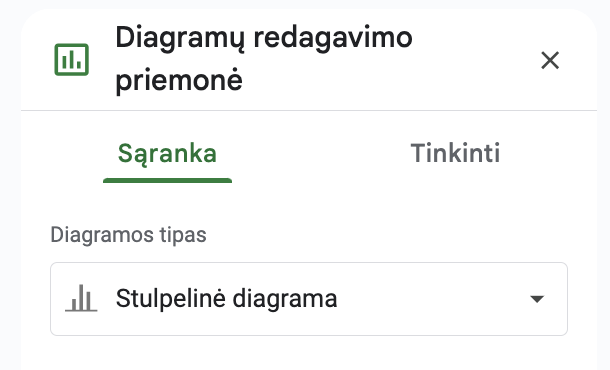 Diagramų redagavimo
priemonė
Sąranka
Tinkinti
Diagramos tipas
Stulpelinė diagrama